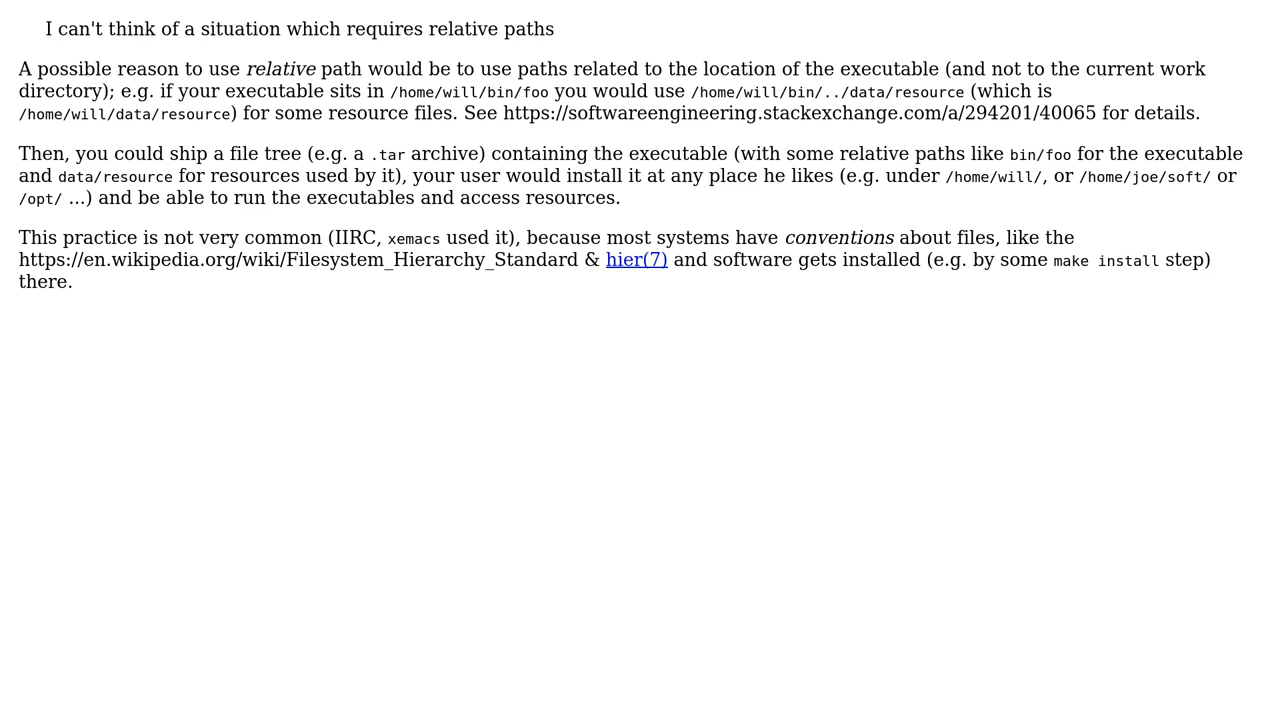 I can't think of a situation which requires relative paths
A possible reason to use relative path would be to use paths related to the location of the executable (and not to the current work
directory); e.g. if your executable sits in /home/will/bin/foo you would use /home/will/bin/../data/resource (which is
/home/will/data/resource) for some resource files. See https://softwareengineering.stackexchange.com/a/294201/40065 for details.
Then, you could ship a file tree (e.g. a .tar archive) containing the executable (with some relative paths like bin/foo for the executable
and data/resource for resources used by it), your user would install it at any place he likes (e.g. under /home/will/, or /home/joe/soft/ or
/opt/ ...) and be able to run the executables and access resources.
This practice is not very common (IIRC, xemacs used it), because most systems have conventions about files, like the
https://en.wikipedia.org/wiki/Filesystem_Hierarchy_Standard & hier(7) and software gets installed (e.g. by some make install step)
there.